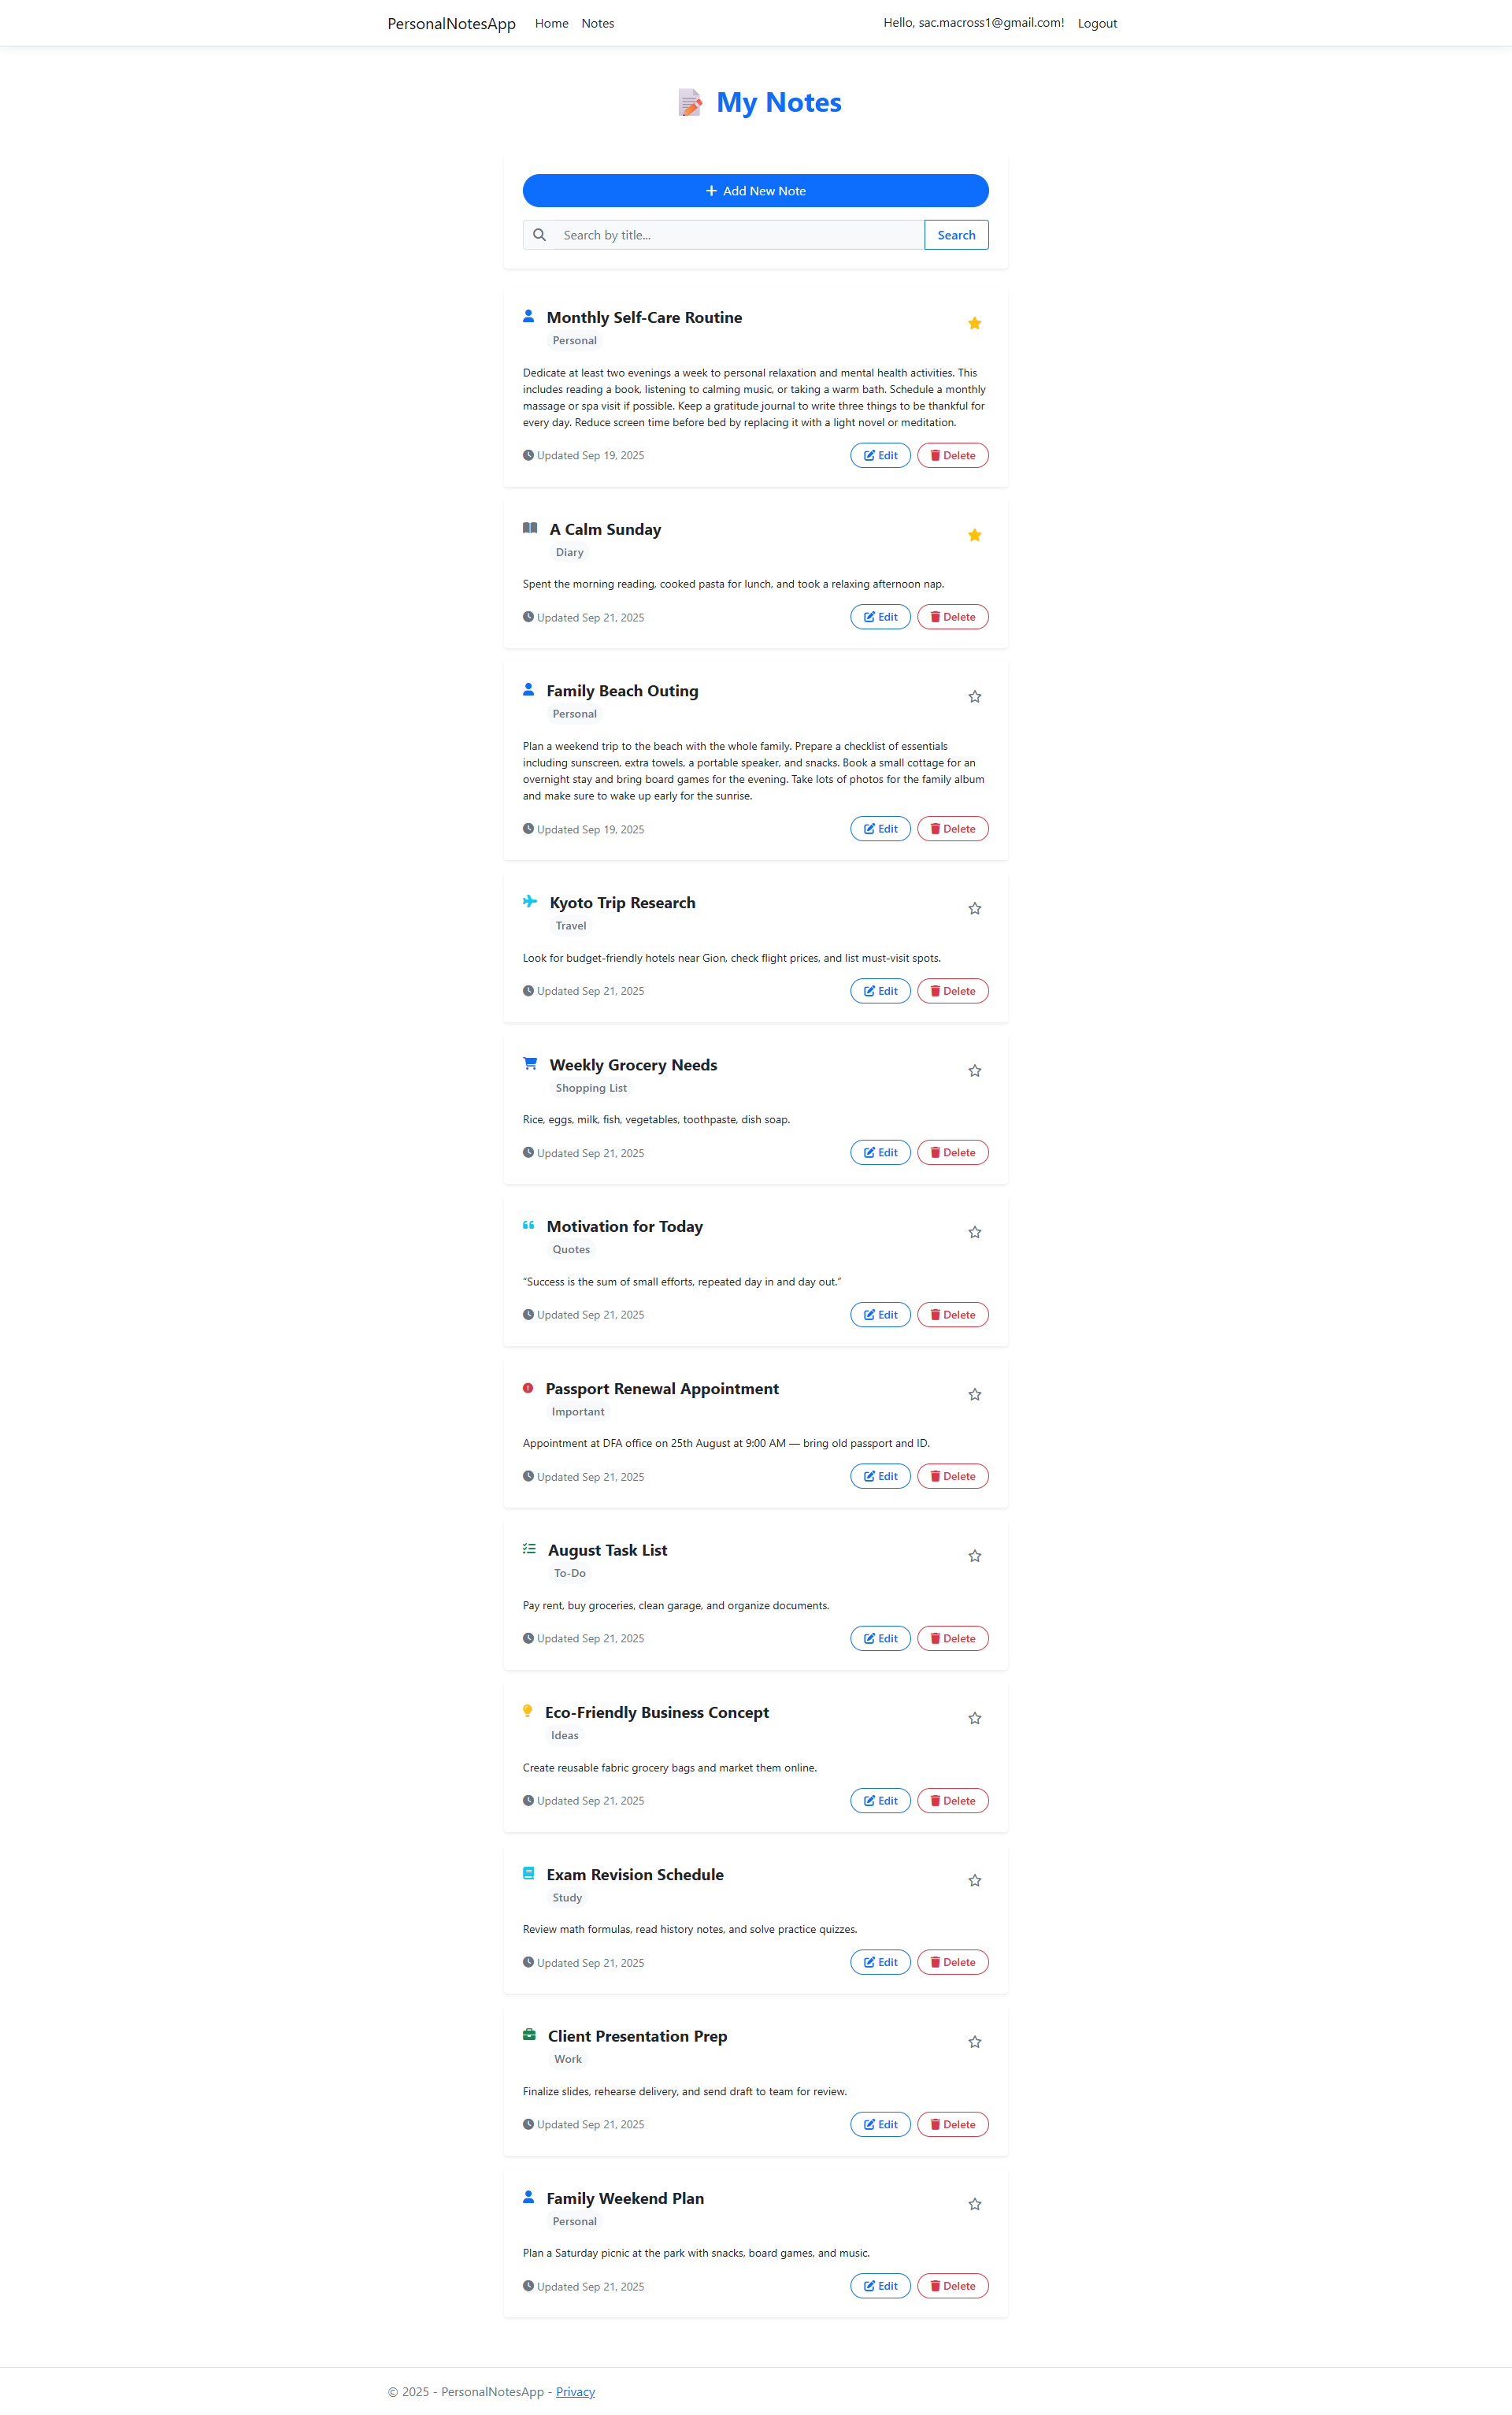 PersonalNotesApp Home Notes Hello, sac.macross1@gmail.com! Logout
My Notes
Add New Note
Search by title... Search
Monthly Self-Care Routine
Personal
Dedicate at least two evenings a week to personal relaxation and mental health activities. This
includes reading a book, listening to calming music, or taking a warm bath. Schedule a monthly
massage or spa visit if possible. Keep a gratitude journal to write three things to be thankful for
every day. Reduce screen time before bed by replacing it with a light novel or meditation.
Updated Sep 19, 2025 Edit Delete
A Calm Sunday
Diary
Spent the morning reading, cooked pasta for lunch, and took a relaxing afternoon nap.
Updated Sep 21, 2025 Edit Delete
Family Beach Outing
Personal
Plan a weekend trip to the beach with the whole family. Prepare a checklist of essentials
including sunscreen, extra towels, a portable speaker, and snacks. Book a small cottage for an
overnight stay and bring board games for the evening. Take lots of photos for the family album
and make sure to wake up early for the sunrise.
Updated Sep 19, 2025 Edit Delete
Kyoto Trip Research
Travel
Look for budget-friendly hotels near Gion, check flight prices, and list must-visit spots.
Updated Sep 21, 2025 Edit Delete
Weekly Grocery Needs
Shopping List
Rice, eggs, milk, fish, vegetables, toothpaste, dish soap.
Updated Sep 21, 2025 Edit Delete
Motivation for Today
Quotes
“Success is the sum of small efforts, repeated day in and day out.”
Updated Sep 21, 2025 Edit Delete
Passport Renewal Appointment
Important
Appointment at DFA office on 25th August at 9:00 AM — bring old passport and ID.
Updated Sep 21, 2025 Edit Delete
August Task List
To-Do
Pay rent, buy groceries, clean garage, and organize documents.
Updated Sep 21, 2025 Edit Delete
Eco-Friendly Business Concept
Ideas
Create reusable fabric grocery bags and market them online.
Updated Sep 21, 2025 Edit Delete
Exam Revision Schedule
Study
Review math formulas, read history notes, and solve practice quizzes.
Updated Sep 21, 2025 Edit Delete
Client Presentation Prep
Work
Finalize slides, rehearse delivery, and send draft to team for review.
Updated Sep 21, 2025 Edit Delete
Family Weekend Plan
Personal
Plan a Saturday picnic at the park with snacks, board games, and music.
Updated Sep 21, 2025 Edit Delete
© 2025 - PersonalNotesApp - Privacy